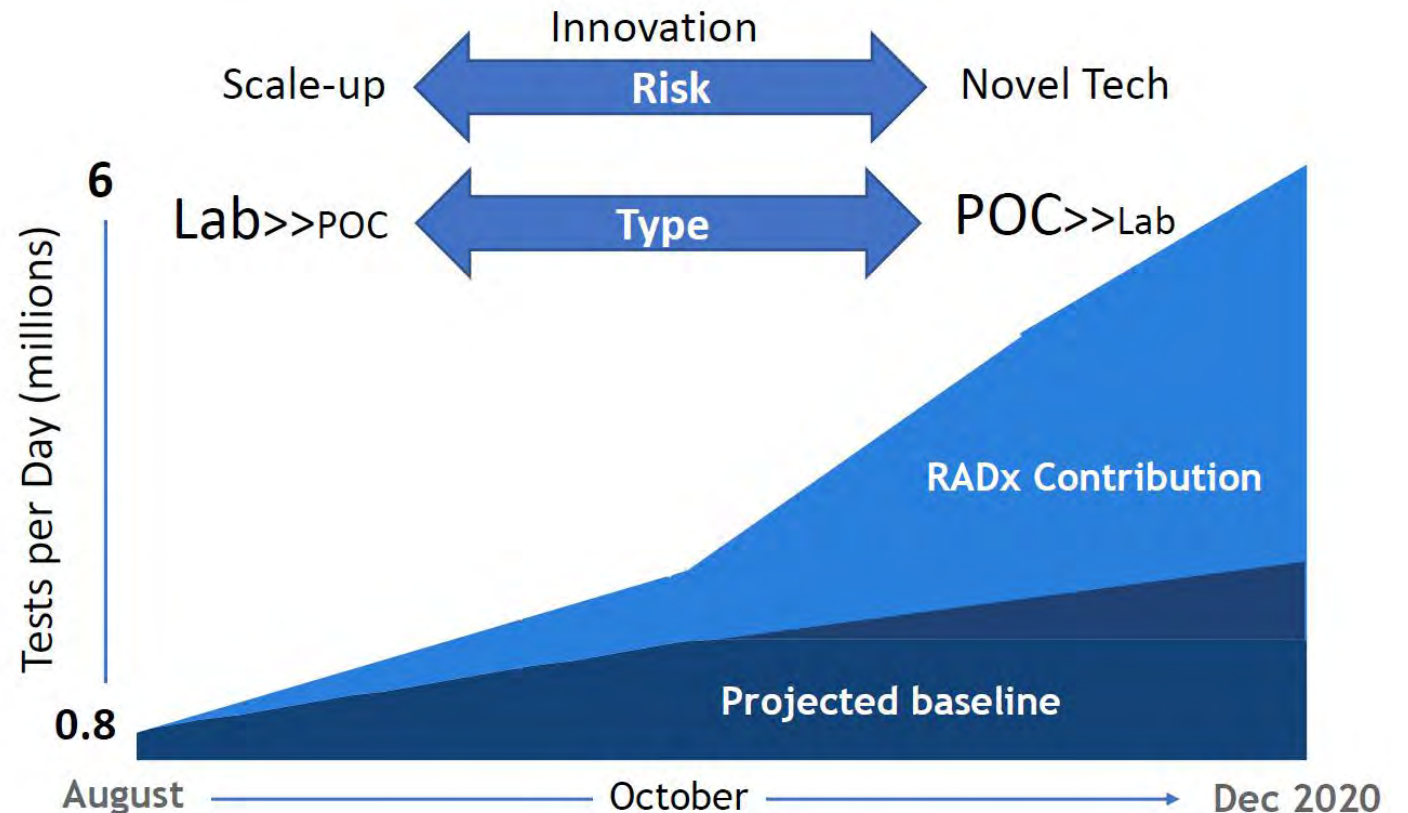 Innovation
Scale-up
Risk
Novel Tech
Lab>>POC
Type
POC>>Lab
6
Tests per Day (millions)
0.8
RADx Contribution
Projected baseline
August
October
Dec 2020